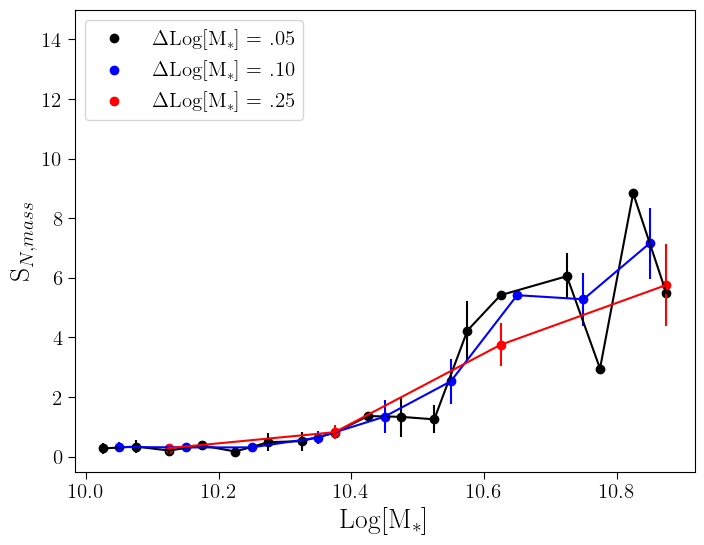 ΔLog[M*] = .05
ΔLog[M*] = .10
ΔLog[M*] = .25
14
12
10
8
6
4
2
0
S_{N,mass}
10.0 10.2 10.4 10.6 10.8
Log[M*]